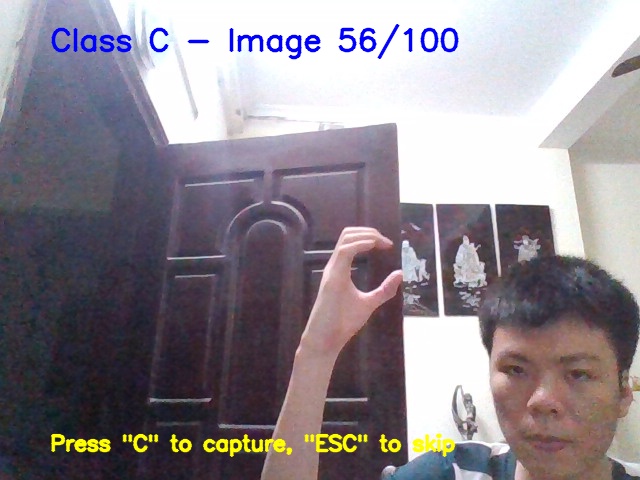 Class C - Image 56/100
Press "C" to capture, "ESC" to skip